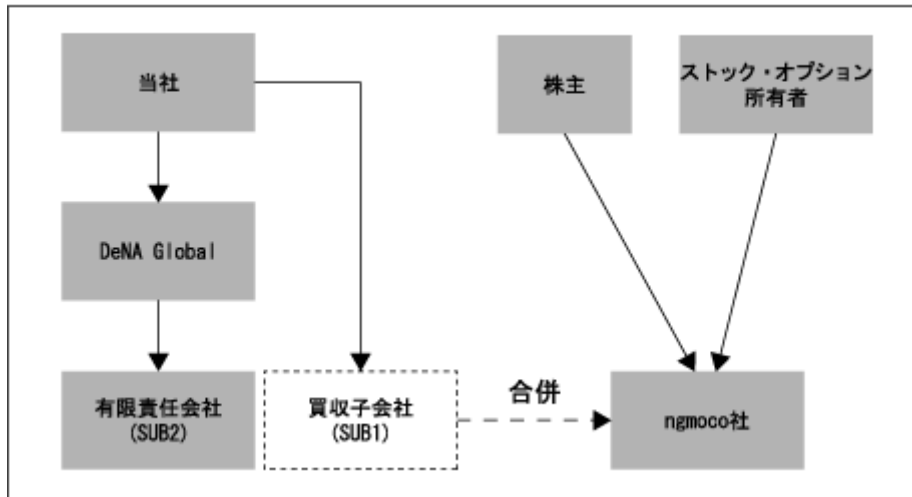 当社
株主
ストック・オプション
所有者
DeNA Global
有限責任会社
(SUB2)
買収子会社
(SUB1)
合併
ngmoco社